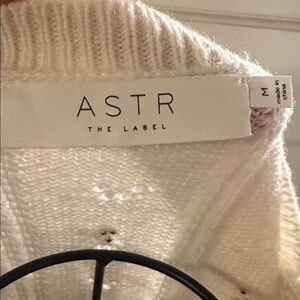 ASTR
THE LABEL
M
made in
china